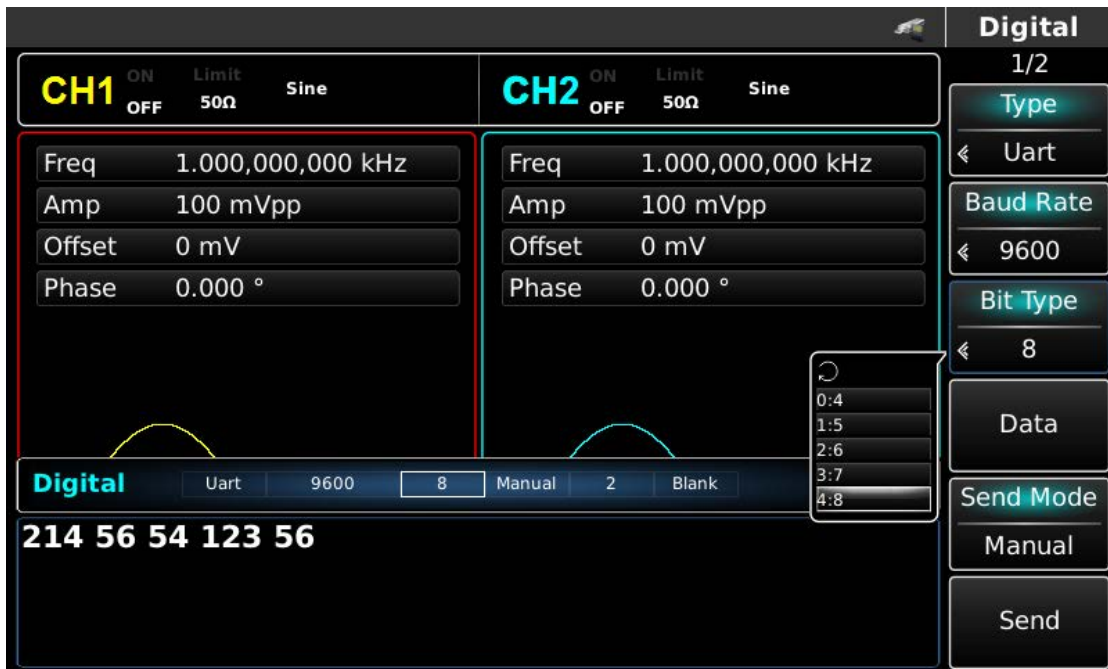 Digital
1/2
CH1 ON OFF Limit 50Ω Sine
CH2 ON OFF Limit 50Ω Sine
Type
Uart
Freq 1.000,000,000 kHz
Amp 100 mVpp
Offset 0 mV
Phase 0.000 °
Freq 1.000,000,000 kHz
Amp 100 mVpp
Offset 0 mV
Phase 0.000 °
Baud Rate
9600
Bit Type
8
0:4
1:5
2:6
3:7
4:8
Data
Digital Uart 9600 8 Manual 2 Blank
214 56 54 123 56
Send Mode
Manual
Send